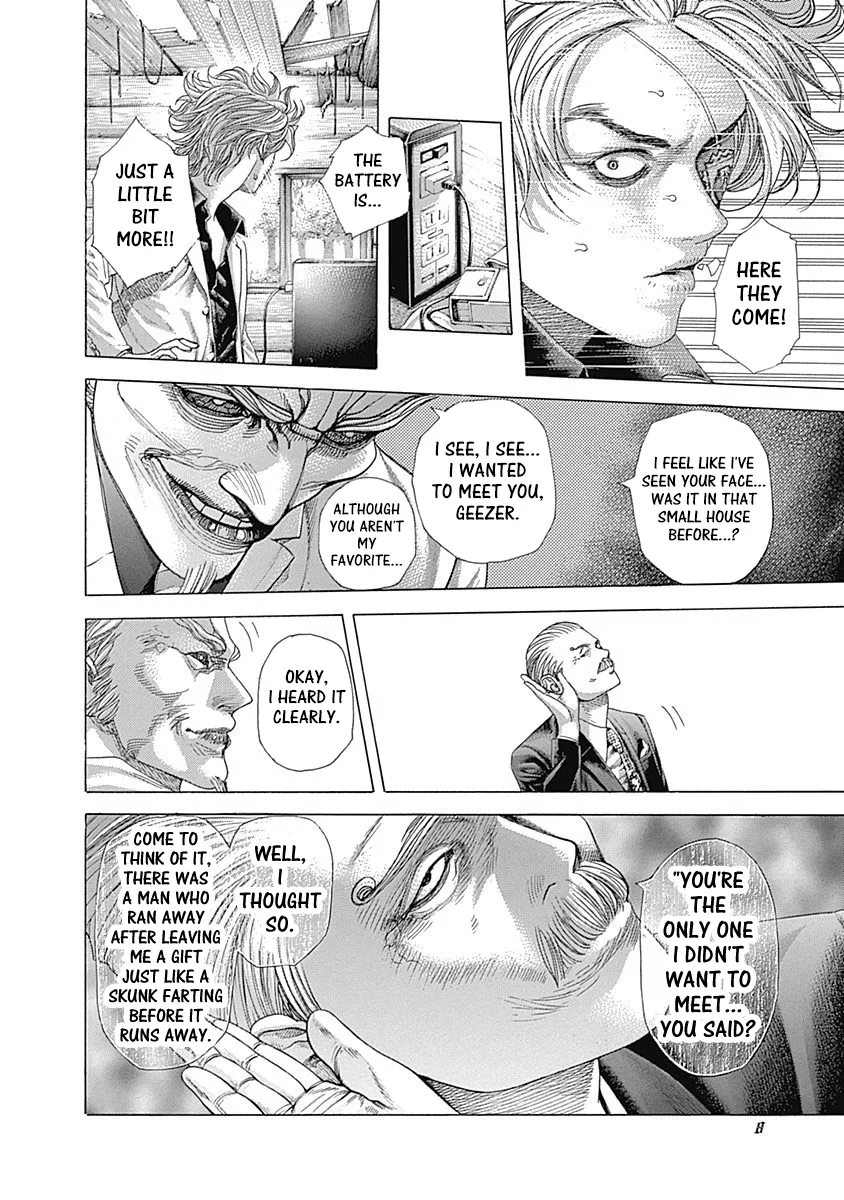 HERE
THEY
COME!
THE
BATTERY
IS...
JUST A
LITTLE
BIT
MORE!!
I FEEL LIKE I'VE
SEEN YOUR FACE...
WAS IT IN THAT
SMALL HOUSE
BEFORE...?
I SEE, I SEE...
I WANTED
TO MEET YOU,
GEEZER.
ALTHOUGH
YOU AREN'T
MY
FAVORITE...
OKAY,
I HEARD IT
CLEARLY.
"YOU'RE
THE
ONLY ONE
I DIDN'T
WANT TO
MEET...
YOU SAID?
WELL,
I
THOUGHT
SO.
COME TO
THINK OF IT,
THERE WAS
A MAN WHO
RAN AWAY
AFTER LEAVING
ME A GIFT
JUST LIKE A
SKUNK FARTING
BEFORE IT
RUNS AWAY.